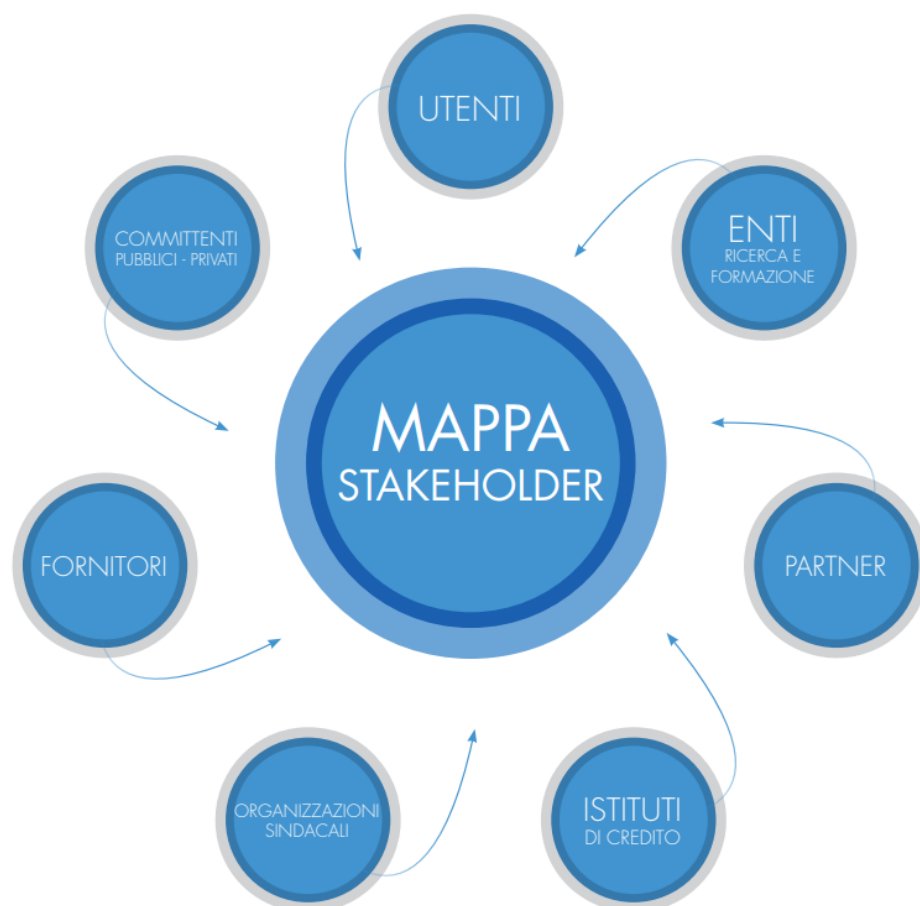 UTENTI
COMMITTENTI
PUBBLICI - PRIVATI
ENTI
RICERCA E
FORMAZIONE
MAPPA
STAKEHOLDER
FORNITORI
PARTNER
ORGANIZZAZIONI
SINDACALI
ISTITUTI
DI CREDITO